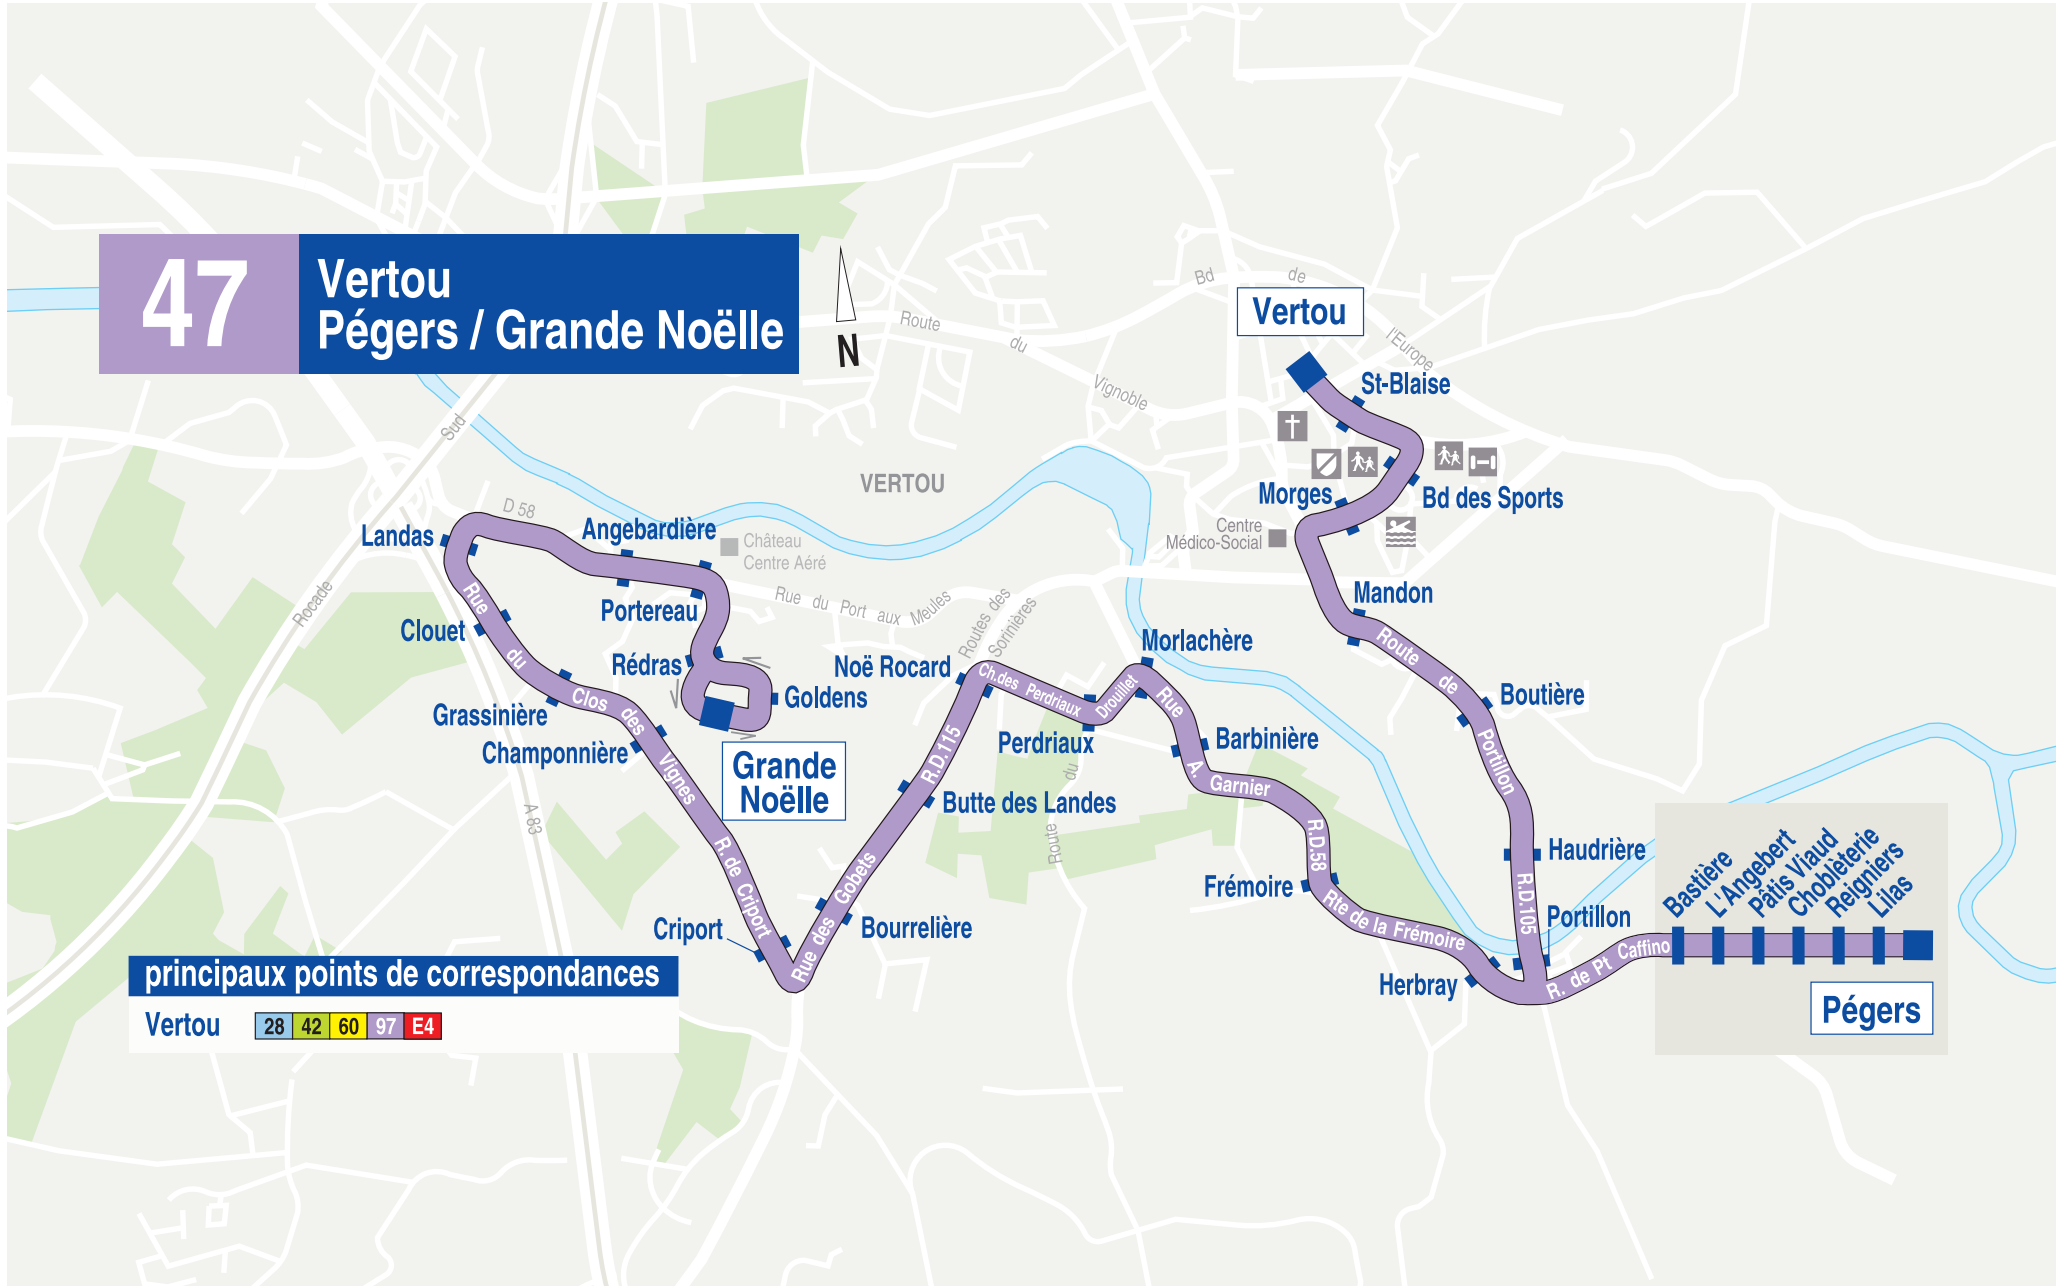 47
Vertou
Pégers / Grande Noëlle
N
Route
du
Vignoble
Bd
de
l'Europe
Vertou
St-Blaise
Bd des Sports
Morges
Centre
Médico-Social
Mandon
Route
de
Portillon
Boutière
Haudrière
R.D.105
Portillon
VERTOU
Sud
Rocade
D 58
A 83
Landas
Angebardière
Château
Centre Aéré
Portereau
Rue du Port aux Meules
Rédras
Goldens
Grande
Noëlle
Clouet
Rue
du
Clos des
Vignes
Grassinière
Champonnière
R. de Criport
Criport
Rue des Gobets
Bourrelière
R.D.115
Butte des Landes
Noë Rocard
Routes des
Sorinières
Ch.des Perdriaux
Perdriaux
Drouillet
Morlachère
Route
du
Rue
A. Garnier
Barbinière
R.D.58
Frémoire
Rte de la Frémoire
Herbray
R. de Pt Caffino
Bastière
L'Angebert
Pâtis Viaud
Chobleterie
Reigniers
Lilas
Pégers
principaux points de correspondances
Vertou 28 42 60 97 E4